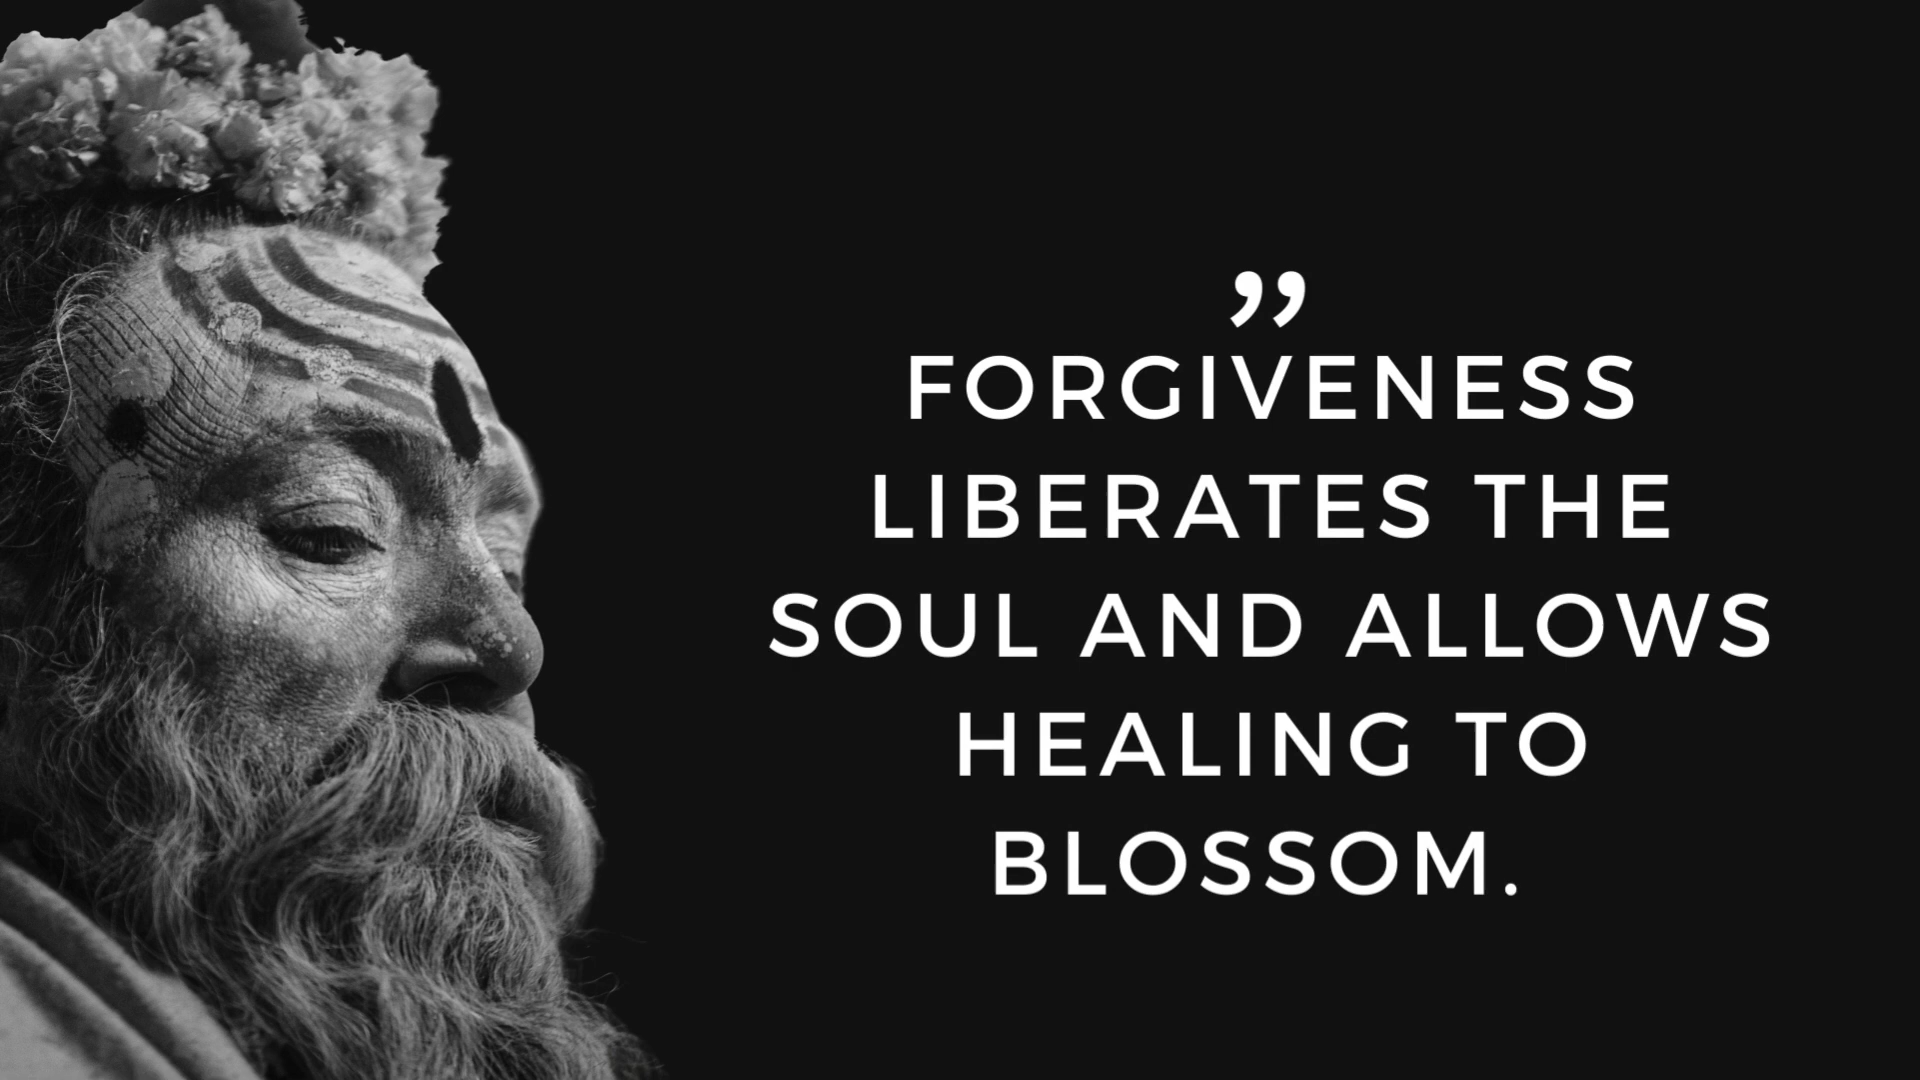 ”
FORGIVENESS
LIBERATES THE
SOUL AND ALLOWS
HEALING TO
BLOSSOM.